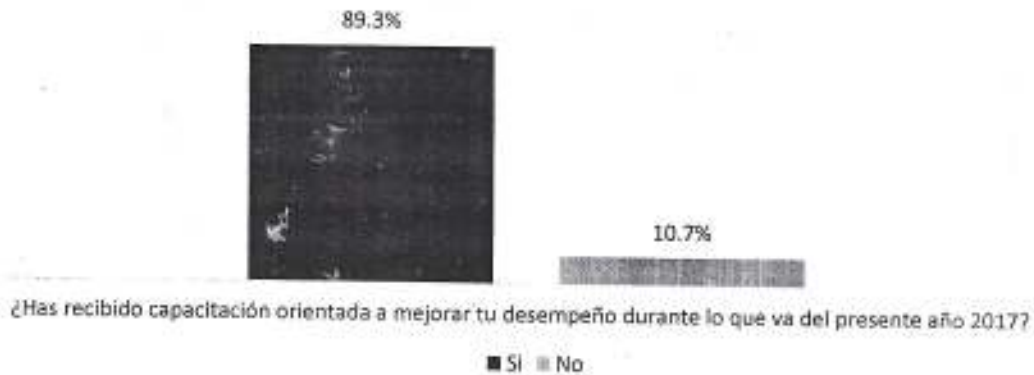 89.3%
10.7%
¿Has recibido capacitación orientada a mejorar tu desempeño durante lo que va del presente año 2017?
■ Si ■ No